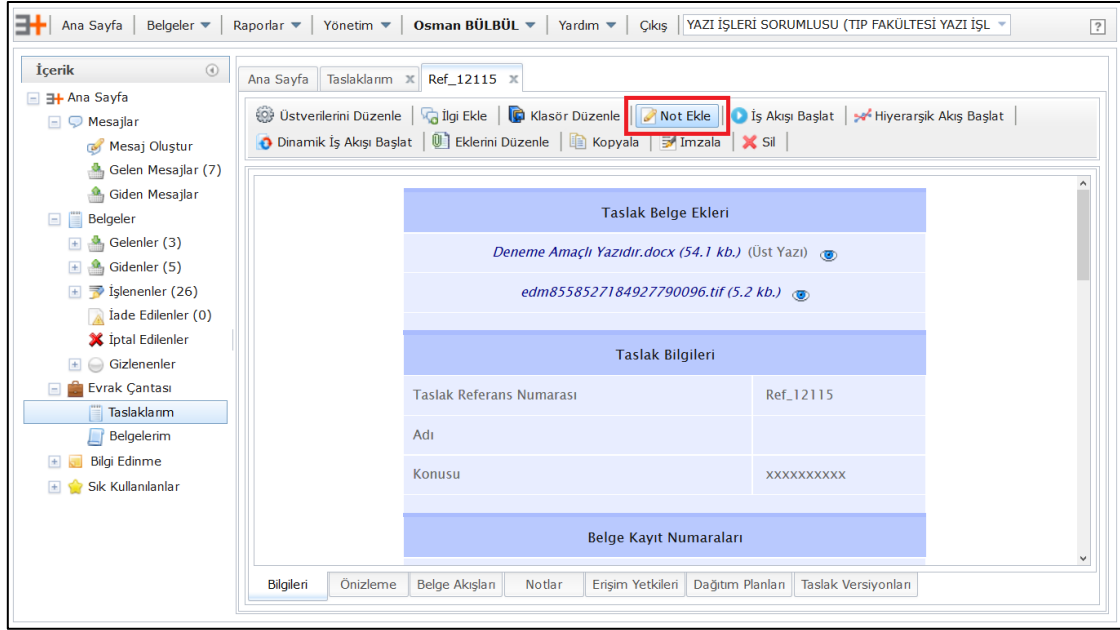 Ana Sayfa Belgeler Raporlar Yönetim Osman BÜLBÜL Yardım Çıkış YAZI İŞLERİ SORUMLUSU (TIP FAKÜLTESİ YAZI İŞL ?
İçerik
Ana Sayfa
Mesajlar
Mesaj Oluştur
Gelen Mesajlar (7)
Giden Mesajlar
Belgeler
Gelenler (3)
Gidenler (5)
İşlenenler (26)
İade Edilenler (0)
İptal Edilenler
Gizlenenler
Evrak Çantası
Taslaklarım
Belgelerim
Bilgi Edinme
Sık Kullanılanlar
Ana Sayfa Taslaklarım x Ref_12115 x
Üstverilerini Düzenle İlgi Ekle Klasör Düzenle Not Ekle İş Akışı Başlat Hiyerarşik Akış Başlat
Dinamik İş Akışı Başlat Eklerini Düzenle Kopyala İmzala Sil
Taslak Belge Ekleri
Deneme Amaçlı Yazıdır.docx (54.1 kb.) (Üst Yazı)
edm8558527184927790096.tif (5.2 kb.)
Taslak Bilgileri
Taslak Referans Numarası Ref_12115
Adı
Konusu xxxxxxxxxx
Belge Kayıt Numaraları
Bilgileri Önizleme Belge Akışları Notlar Erişim Yetkileri Dağıtım Planları Taslak Versiyonları